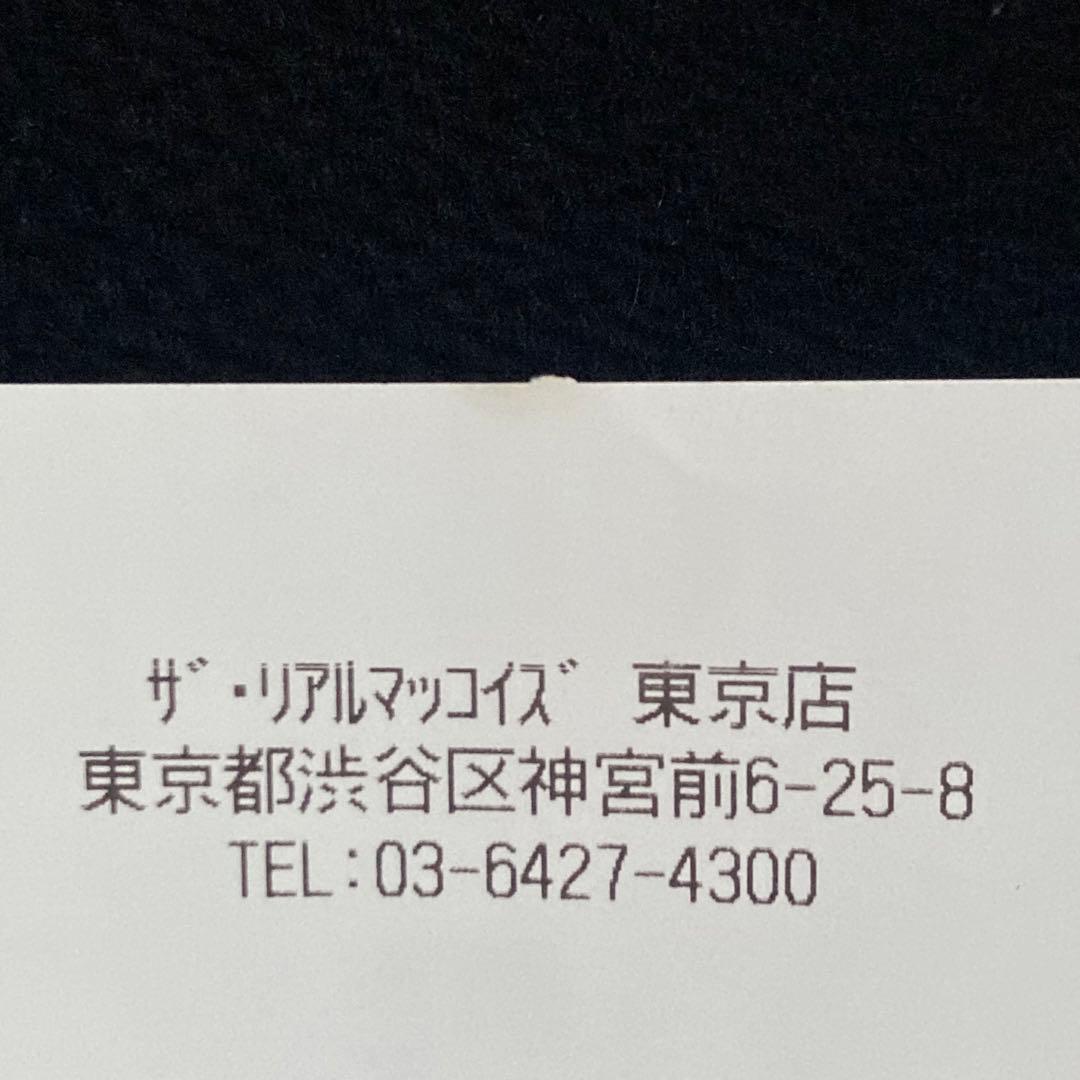 ｻﾞ･ﾘｱﾙﾏｯｺｲｽﾞ 東京店
東京都渋谷区神宮前6-25-8
TEL:03-6427-4300